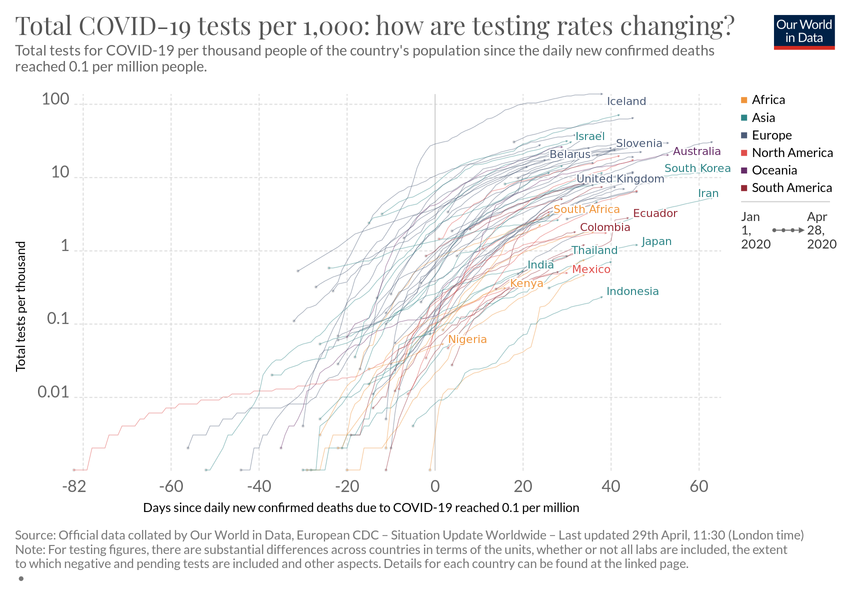 Total COVID-19 tests per 1,000: how are testing rates changing?
Our World
in Data
Total tests for COVID-19 per thousand people of the country's population since the daily new confirmed deaths
reached 0.1 per million people.
100
10
1
0.1
0.01
Total tests per thousand
Iceland
Israel
Slovenia
Belarus
Australia
South Korea
United Kingdom
Iran
South Africa
Ecuador
Colombia
Japan
Thailand
India
Mexico
Kenya
Indonesia
Nigeria
Africa
Asia
Europe
North America
Oceania
South America
Jan
1,
2020
Apr
28,
2020
-82
-60
-40
-20
0
20
40
60
Days since daily new confirmed deaths due to COVID-19 reached 0.1 per million
Source: Official data collated by Our World in Data, European CDC – Situation Update Worldwide – Last updated 29th April, 11:30 (London time)
Note: For testing figures, there are substantial differences across countries in terms of the units, whether or not all labs are included, the extent
to which negative and pending tests are included and other aspects. Details for each country can be found at the linked page.